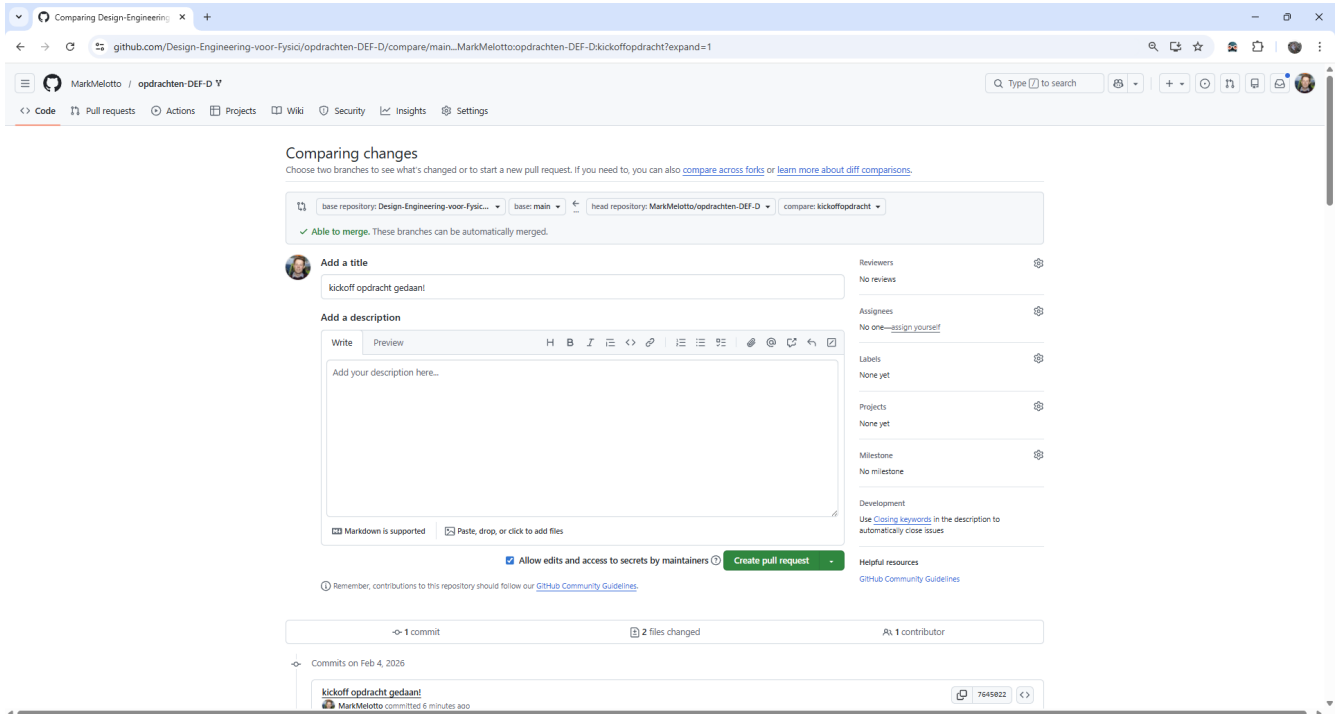 Comparing Design-Engineering
github.com/Design-Engineering-voor-Fysici/opdrachten-DEF-D/compare/main...MarkMelotto:opdrachten-DEF-D:kickoffopdracht?expand=1
MarkMelotto / opdrachten-DEF-D
Type / to search
Code Pull requests Actions Projects Wiki Security Insights Settings
Comparing changes
Choose two branches to see what's changed or to start a new pull request. If you need to, you can also compare across forks or learn more about diff comparisons.
base repository: Design-Engineering-voor-Fysic... base: main head repository: MarkMelotto/opdrachten-DEF-D compare: kickoffopdracht
Able to merge. These branches can be automatically merged.
Add a title
kickoff opdracht gedaan!
Add a description
Write Preview
Add your description here...
Markdown is supported Paste, drop, or click to add files
Allow edits and access to secrets by maintainers Create pull request
Remember, contributions to this repository should follow our GitHub Community Guidelines.
Reviewers
No reviews
Assignees
No one—assign yourself
Labels
None yet
Projects
None yet
Milestone
No milestone
Development
Use Closing keywords in the description to
automatically close issues
Helpful resources
GitHub Community Guidelines
1 commit 2 files changed 1 contributor
Commits on Feb 4, 2026
kickoff opdracht gedaan!
MarkMelotto committed 6 minutes ago
7645022